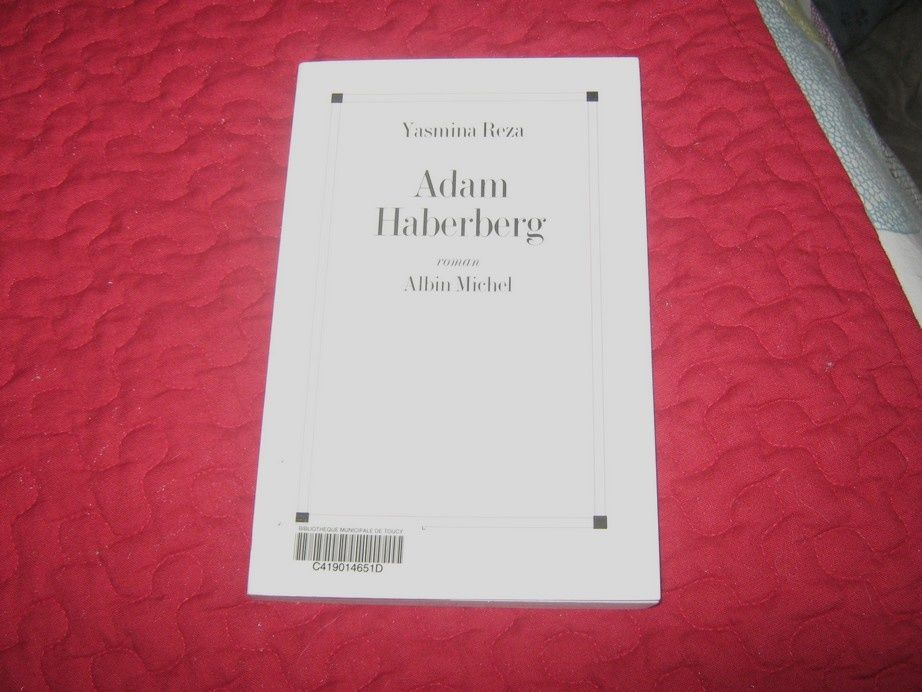 Yasmina Reza
Adam
Haberberg
roman
Albin Michel
BIBLIOTHEQUE MUNICIPALE DE TOUCY
C419014651D